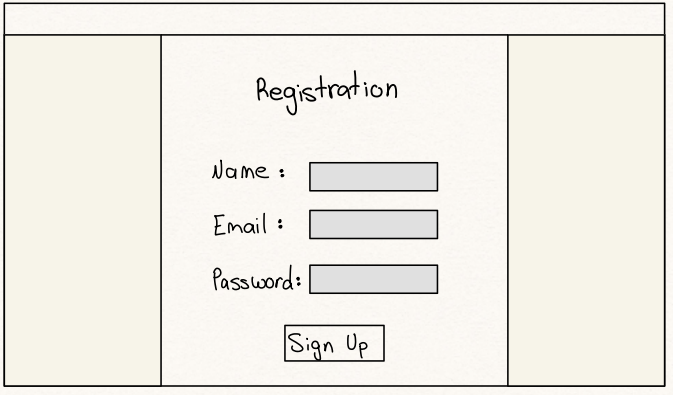 Registration
Name :
Email :
Password:
Sign Up